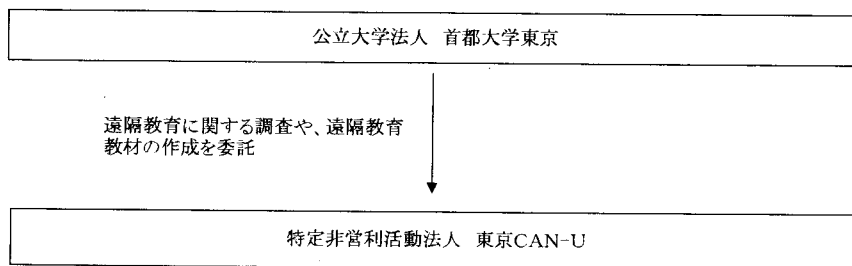 公立大学法人 首都大学東京
遠隔教育に関する調査や、遠隔教育
教材の作成を委託
特定非営利活動法人 東京CAN-U